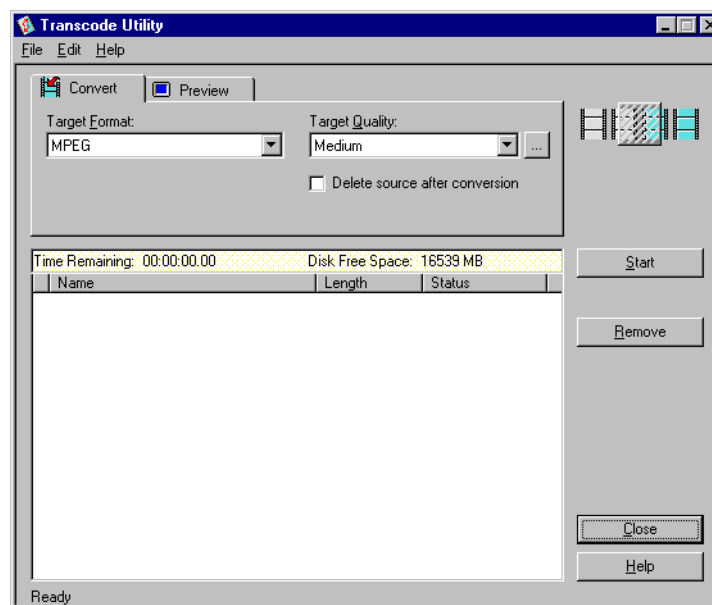 Transcode Utility
File Edit Help
Convert Preview
Target Format: Target Quality:
MPEG Medium ...
Delete source after conversion
Time Remaining: 00:00:00.00 Disk Free Space: 16539 MB Start
Name Length Status
Remove
Close
Help
Ready